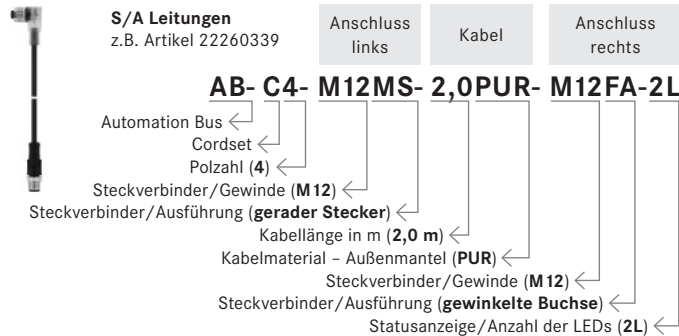 S/A Leitungen
z.B. Artikel 22260339
Anschluss
links
Kabel
Anschluss
rechts
AB- C4- M12MS- 2,0PUR- M12FA-2L
Automation Bus
Cordset
Polzahl (4)
Steckverbinder/Gewinde (M12)
Steckverbinder/Ausführung (gerader Stecker)
Kabellänge in m (2,0 m)
Kabelmaterial – Außenmantel (PUR)
Steckverbinder/Gewinde (M12)
Steckverbinder/Ausführung (gewinkelte Buchse)
Statusanzeige/Anzahl der LEDs (2L)